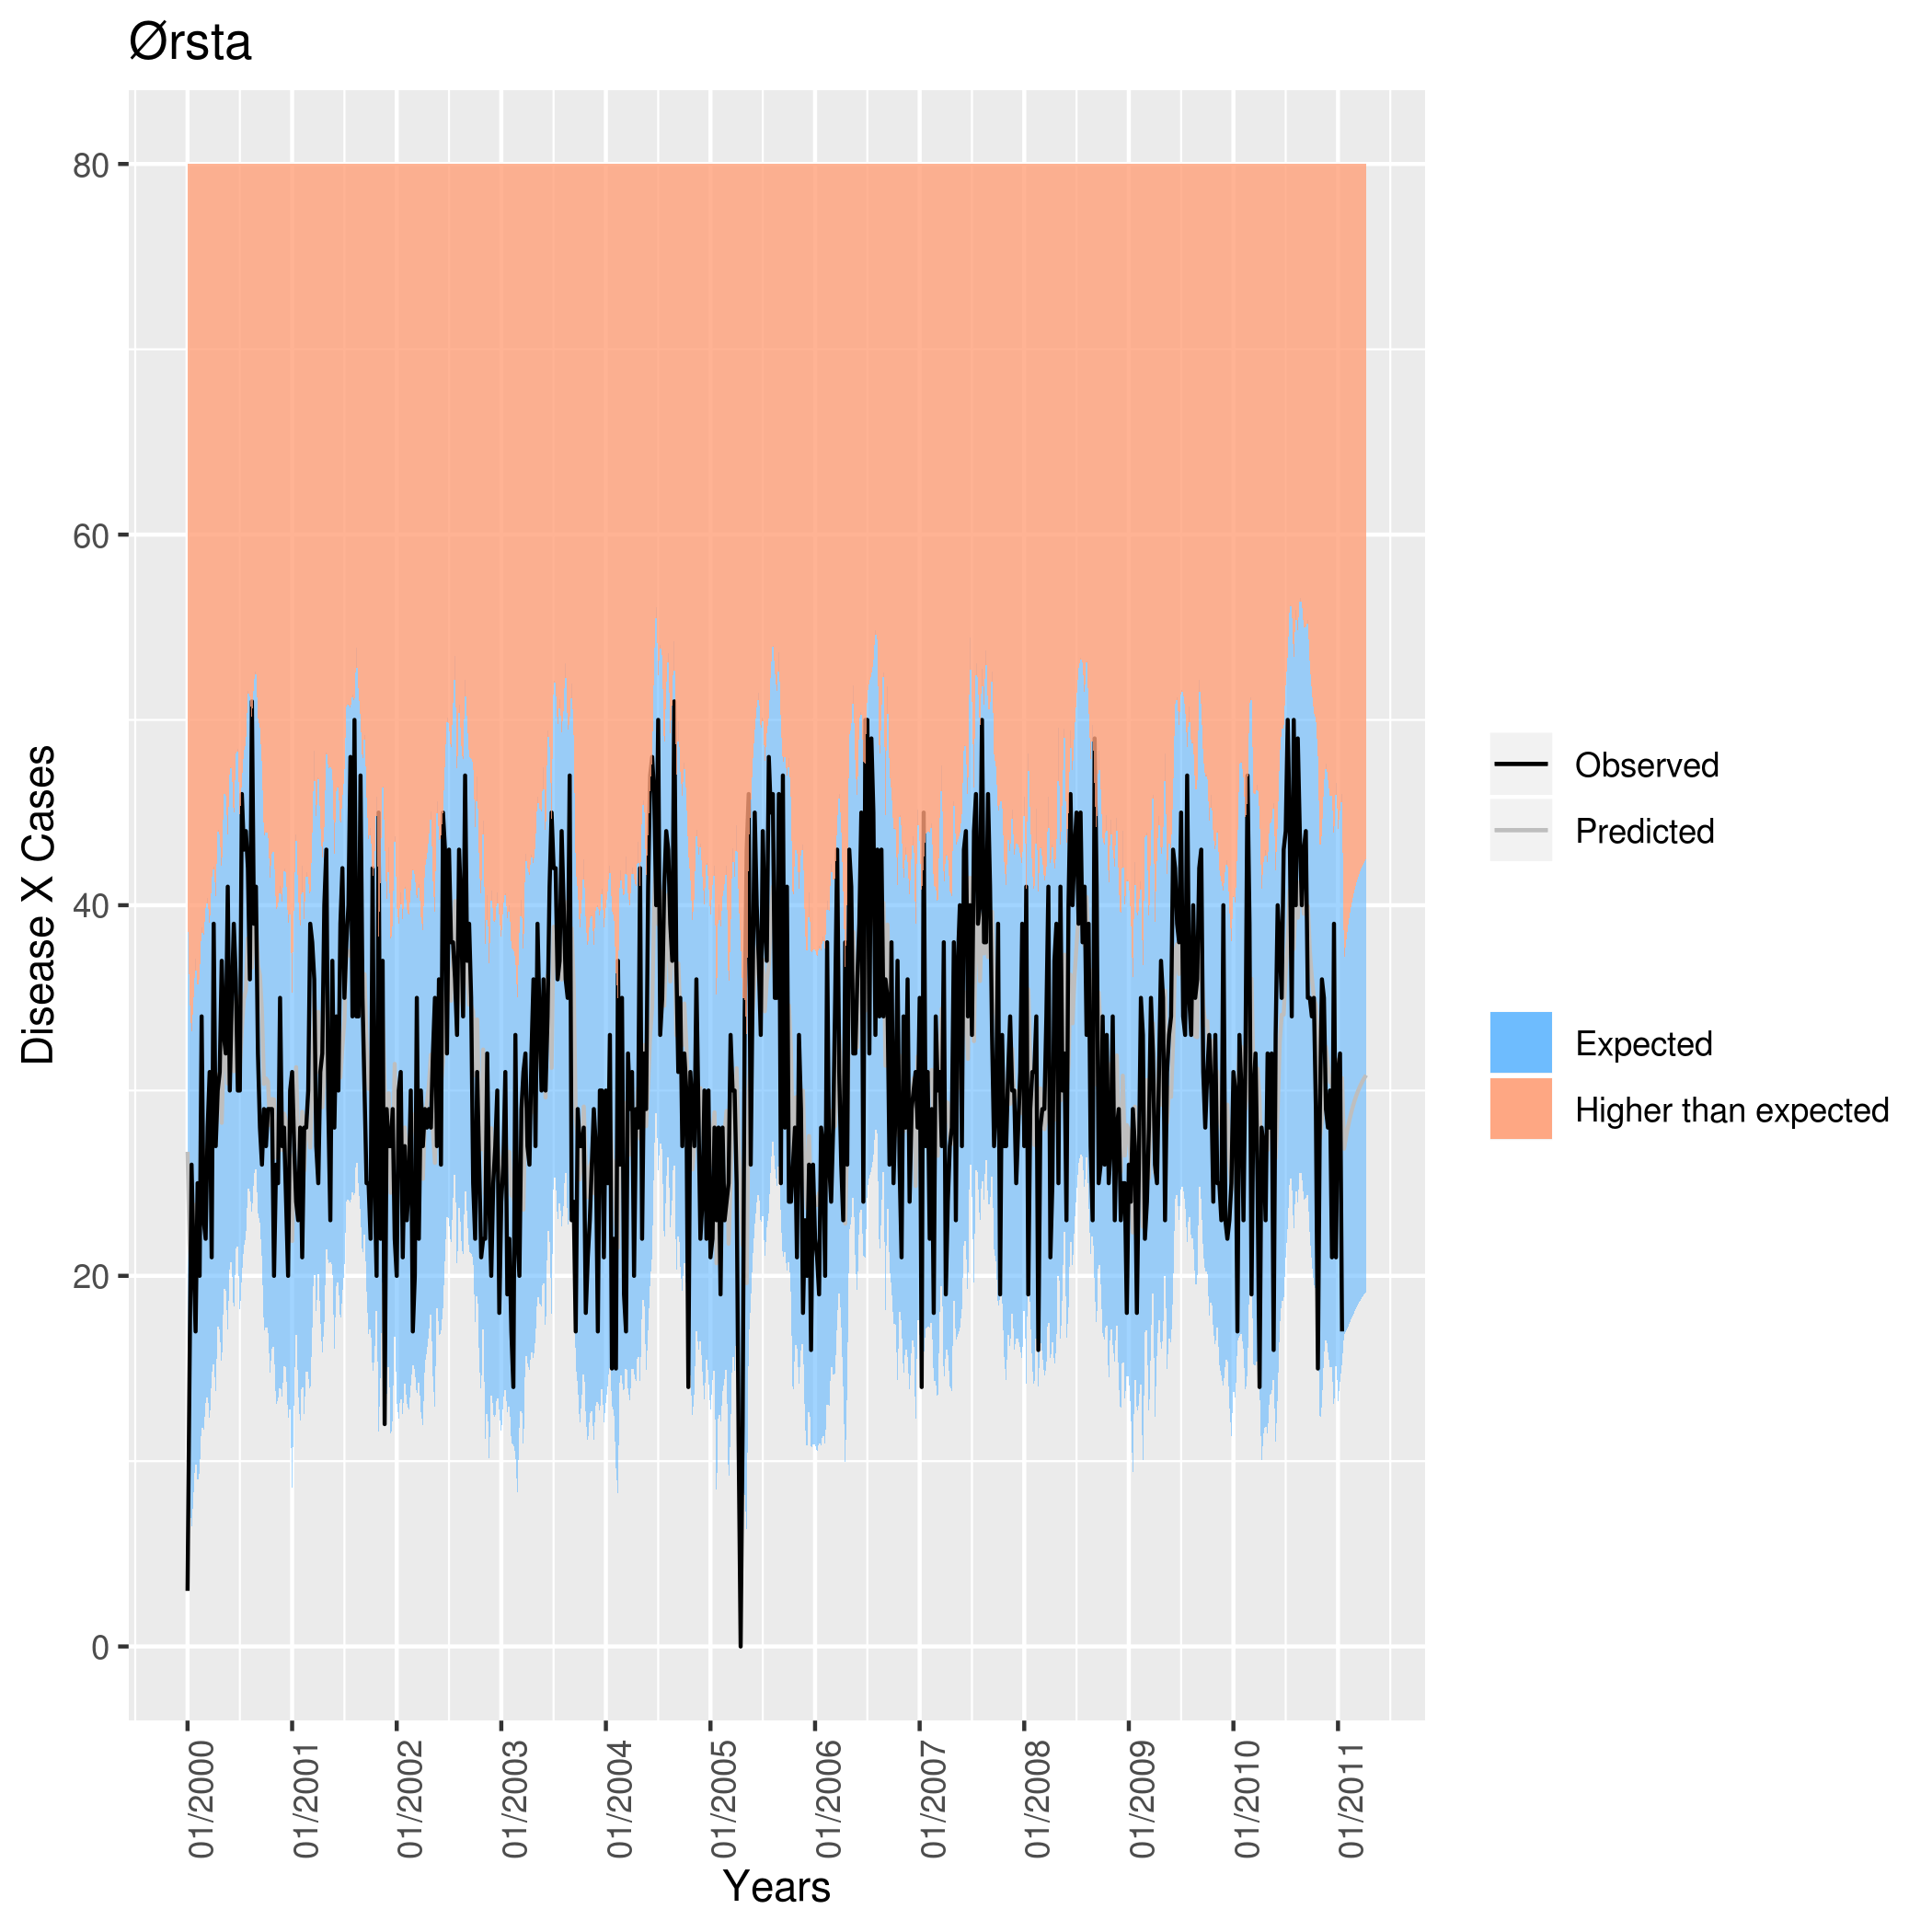 Ørsta
Disease X Cases
80
60
40
20
0
01/2000
01/2001
01/2002
01/2003
01/2004
01/2005
01/2006
01/2007
01/2008
01/2009
01/2010
01/2011
Years
Observed
Predicted
Expected
Higher than expected